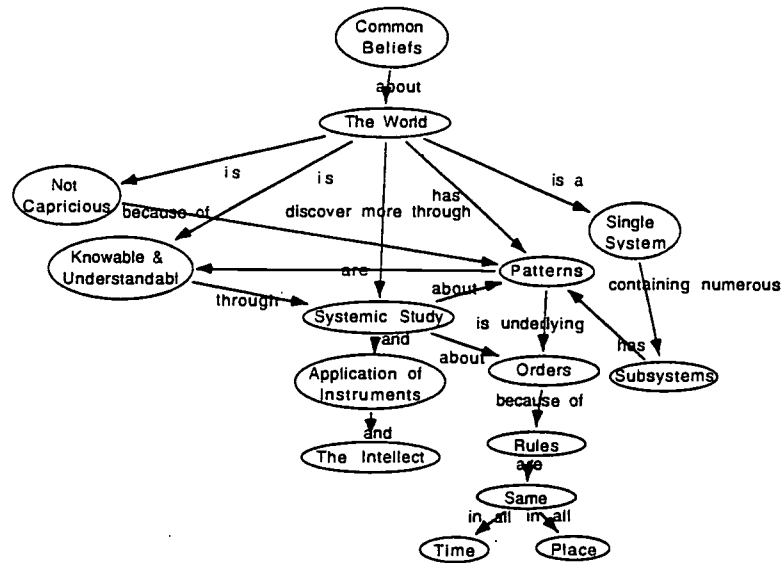 Common
Beliefs
about
The World
is
is
has
is a
Not
Capricious
because of
discover more through
Single
System
Knowable &
Understandabl
are
Patterns
containing numerous
through
Systemic Study
about
is underlying
and
about
has
Application of
Instruments
Orders
Subsystems
because of
and
The Intellect
Rules
are
Same
in all
in all
Time
Place